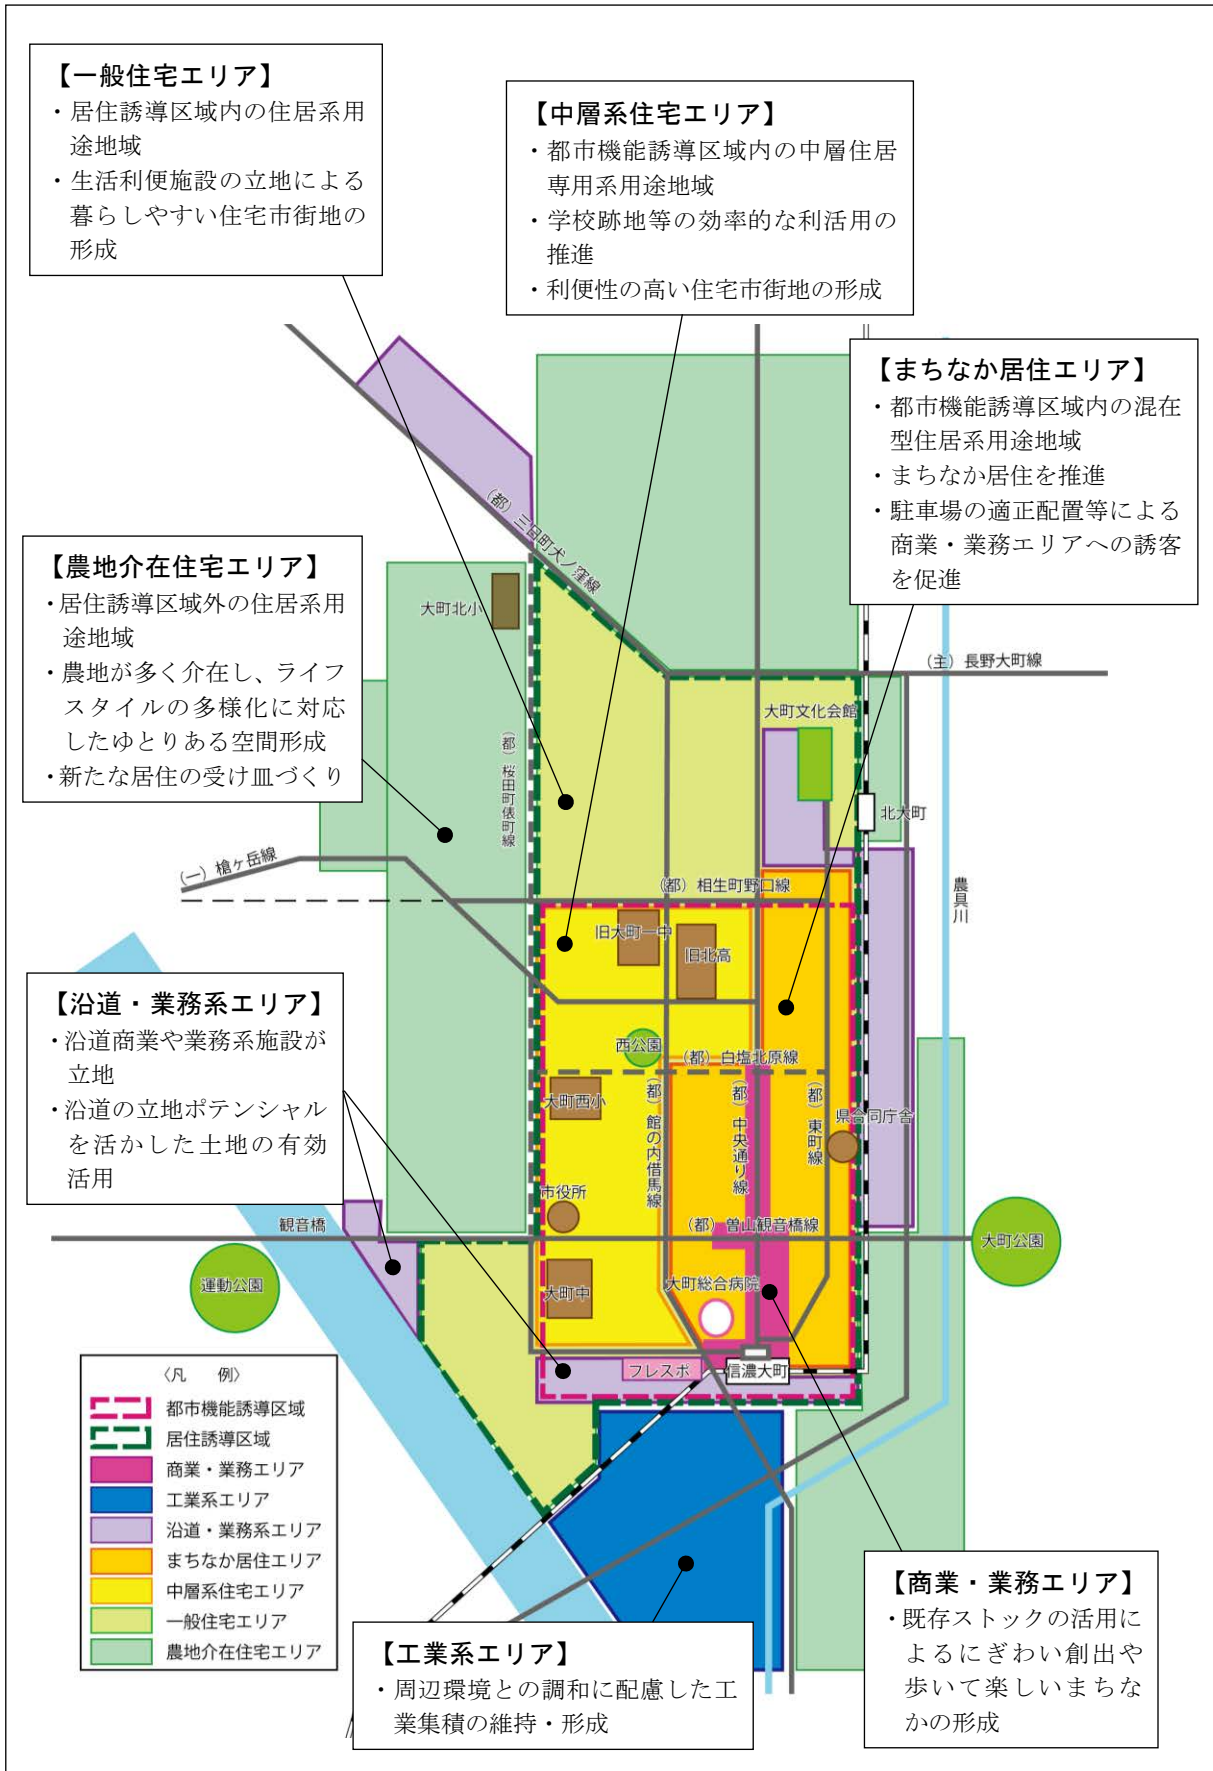 【一般住宅エリア】
・居住誘導区域内の住居系用
途地域
・生活利便施設の立地による
暮らしやすい住宅市街地の
形成
【中層系住宅エリア】
・都市機能誘導区域内の中層住居
専用系用途地域
・学校跡地等の効率的な利活用の
推進
・利便性の高い住宅市街地の形成
【まちなか居住エリア】
・都市機能誘導区域内の混在
型住居系用途地域
・まちなか居住を推進
・駐車場の適正配置等による
商業・業務エリアへの誘客
を促進
【農地介在住宅エリア】
・居住誘導区域外の住居系用
途地域
・農地が多く介在し、ライフ
スタイルの多様化に対応
したゆとりある空間形成
・新たな居住の受け皿づくり
(都)三日町犬ノ窪線
大町北小
(主)長野大町線
大町文化会館
(都)桜田町俵町線
北大町
(一)槍ヶ岳線
(都)相生町野口線
農具川
旧大町一中
旧北高
【沿道・業務系エリア】
・沿道商業や業務系施設が
立地
・沿道の立地ポテンシャル
を活かした土地の有効
活用
西公園
(都)白塩北原線
大町西小
(都)館の内借馬線
(都)中央通り線
(都)東町線
県合同庁舎
市役所
観音橋
(都)曽山観音橋線
大町公園
運動公園
大町中
大町総合病院
フレスポ
信濃大町
〈凡 例〉
都市機能誘導区域
居住誘導区域
商業・業務エリア
工業系エリア
沿道・業務系エリア
まちなか居住エリア
中層系住宅エリア
一般住宅エリア
農地介在住宅エリア
【商業・業務エリア】
・既存ストックの活用に
よるにぎわい創出や
歩いて楽しいまちな
かの形成
【工業系エリア】
・周辺環境との調和に配慮した工
業集積の維持・形成